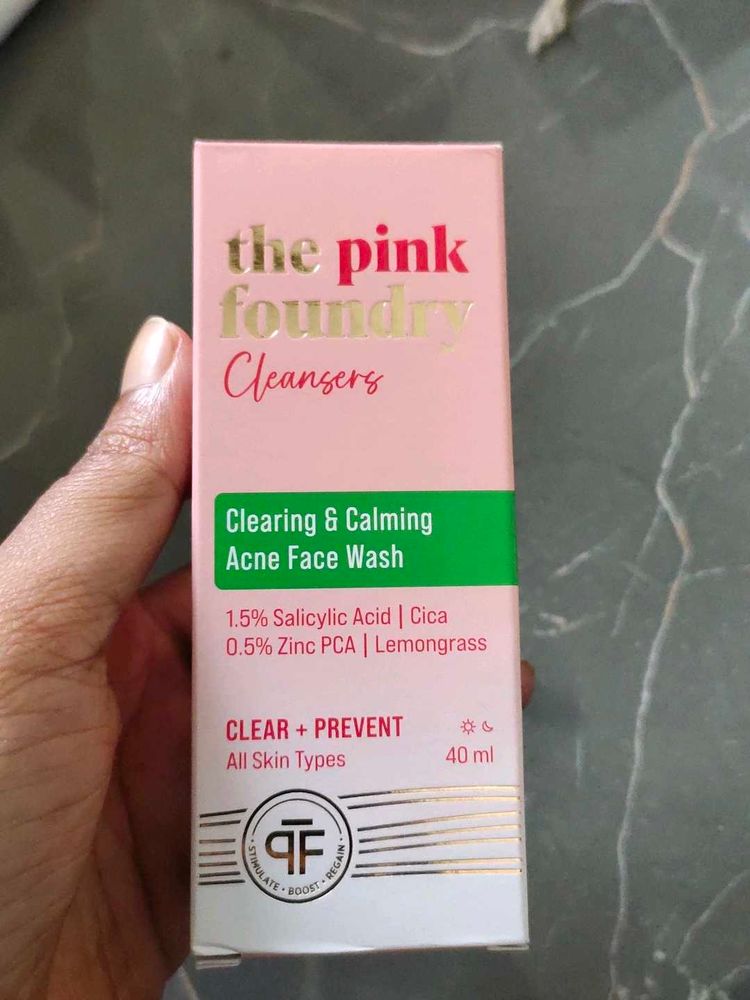 the pink
foundry
Cleansers
Clearing & Calming
Acne Face Wash
1.5% Salicylic Acid | Cica
0.5% Zinc PCA | Lemongrass
CLEAR + PREVENT
All Skin Types
40 ml
PF
STIMULATE • BOOST • REGAIN